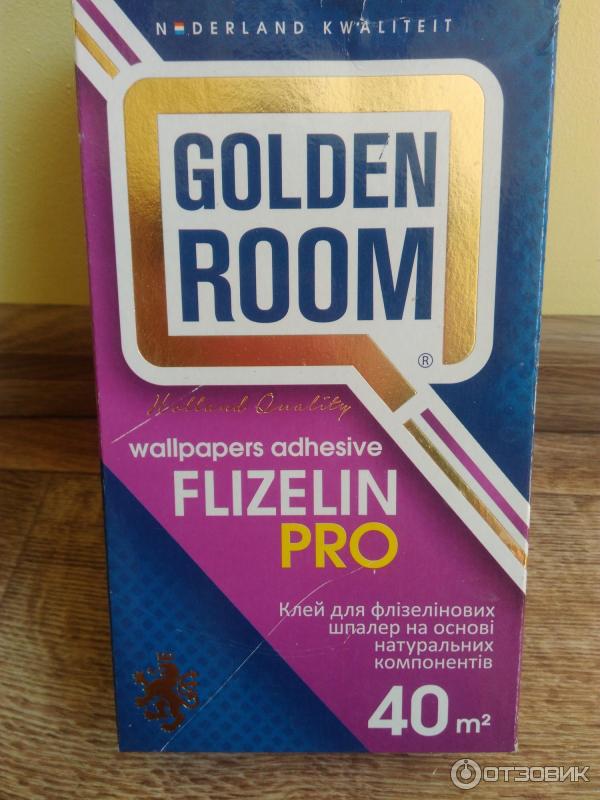 NEDERLAND KWALITEIT
GOLDEN
ROOM
®
Holland Quality
wallpapers adhesive
FLIZELIN
PRO
Клей для флізелінових
шпалер на основі
натуральних
компонентів
40 m²
ОТЗОВИК